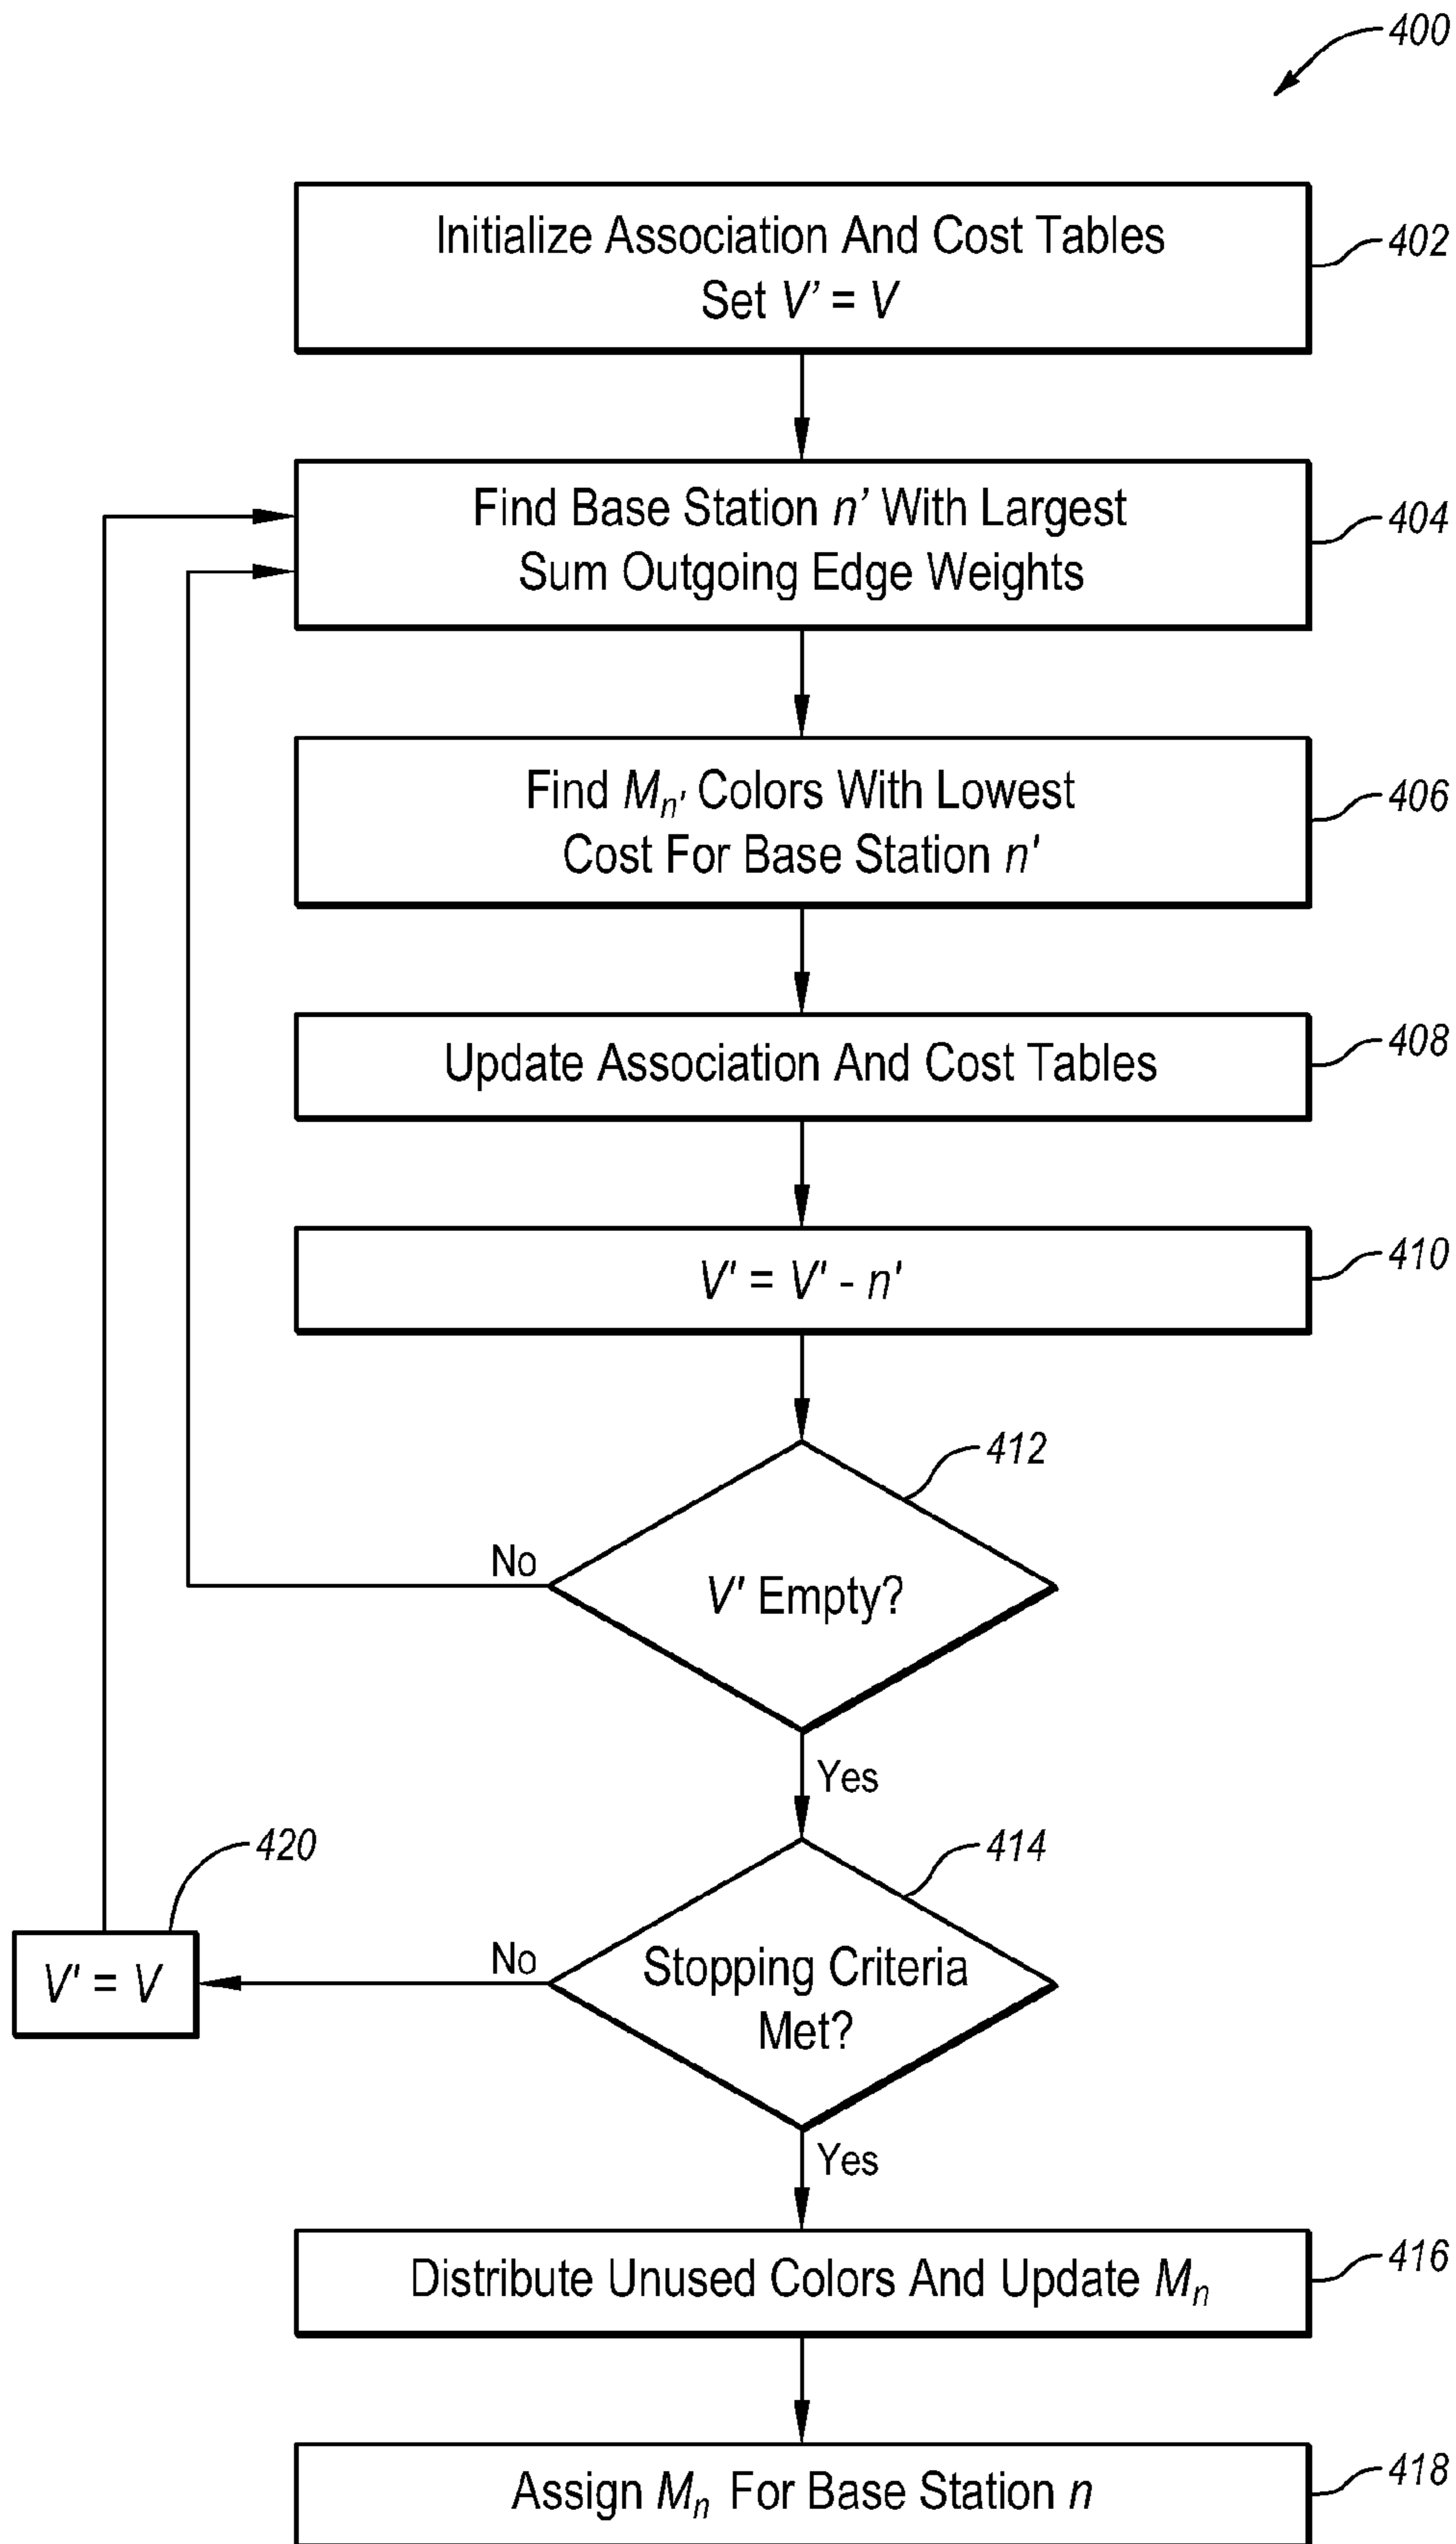 400
Initialize Association And Cost Tables
Set V' = V
402
Find Base Station n' With Largest
Sum Outgoing Edge Weights
404
Find Mn' Colors With Lowest
Cost For Base Station n'
406
Update Association And Cost Tables
408
V' = V' - n'
410
412
No
V' Empty?
Yes
420
414
V' = V
No
Stopping Criteria
Met?
Yes
Distribute Unused Colors And Update Mn
416
Assign Mn For Base Station n
418